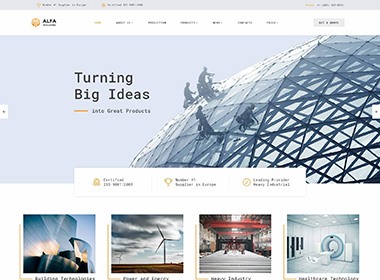 Number #1 Supplier in Europe
Certified ISO 9001:2008
ALFA
HOME
ABOUT US
PRODUCTION
PRODUCTS
NEWS
CONTACTS
PAGES
GET A QUOTE
Turning
Big Ideas
into Great Products
Certified
ISO 9001:2008
Number #1
Supplier in Europe
Leading Provider
Heavy Industrial
Building Technologies
Power and Energy
Heavy Industry
Healthcare Technology